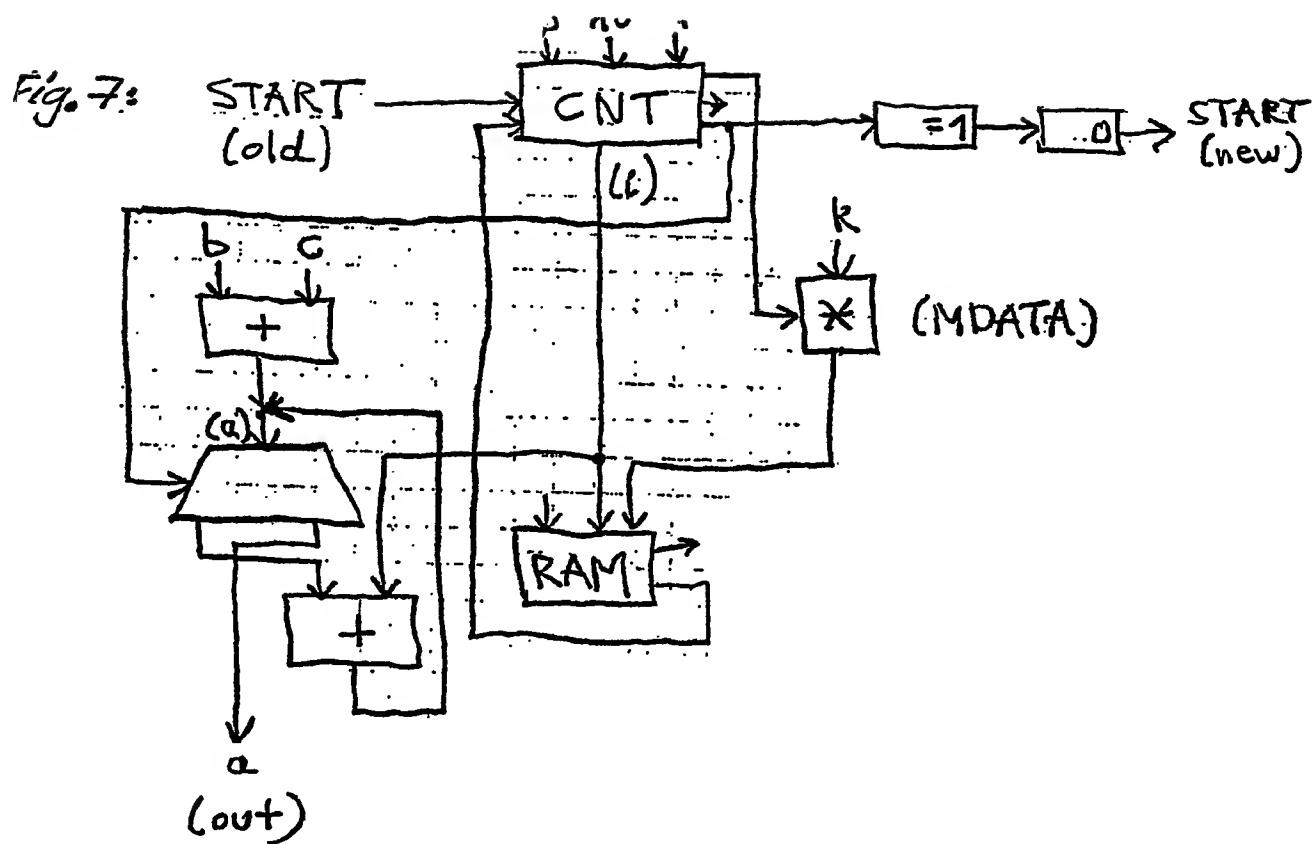 Fig. 7:
START
(old)
CNT
=1
0
START
(new)
b
c
k
+
*
(MDATA)
(a)
RAM
+
a
(out)